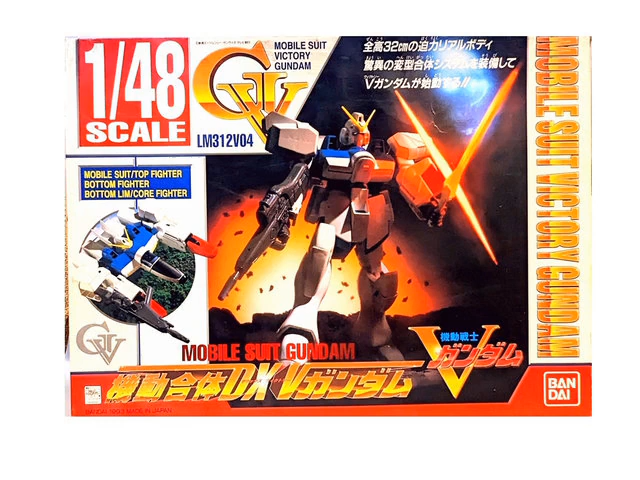 1/48
SCALE
MOBILE SUIT
VICTORY
GUNDAM
LM312V04
全高32cmの迫力リアルボディ
驚異の変型合体システムを装備して
Vガンダムが始動する!!
MOBILE SUIT VICTORY GUNDAM
MOBILE SUIT/TOP FIGHTER
BOTTOM FIGHTER
BOTTOM LIM/CORE FIGHTER
MOBILE SUIT GUNDAM
機動合体DX Vガンダム
機動戦士
Vガンダム
BAN
DAI
MADE IN JAPAN